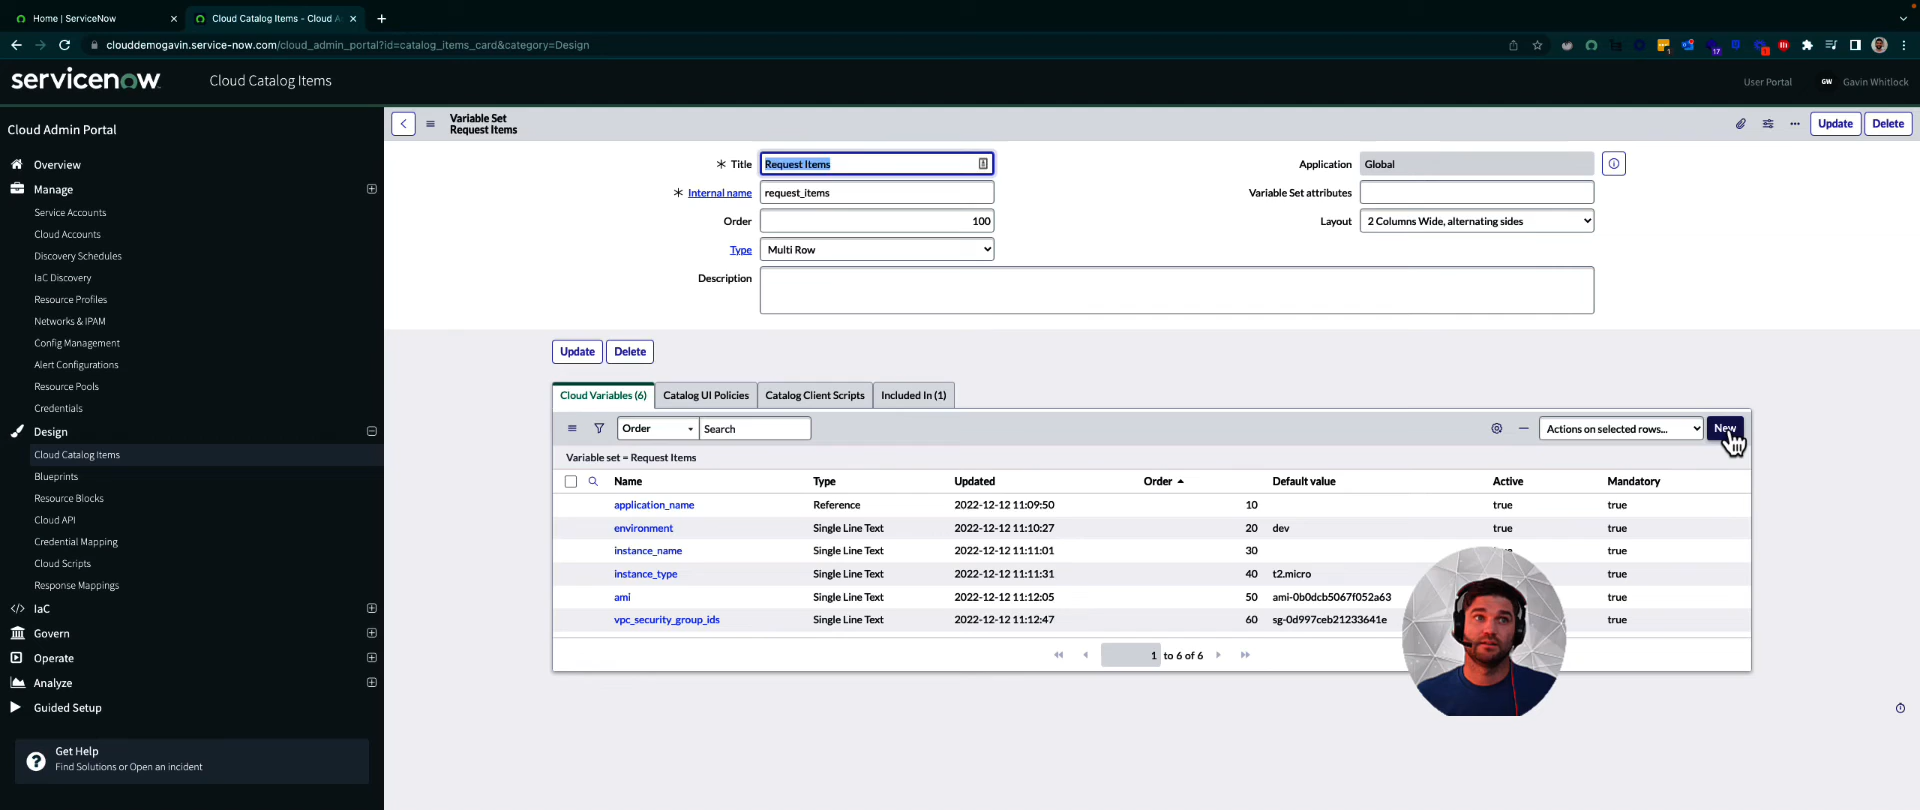 Home | ServiceNow
Cloud Catalog Items - Cloud A
clouddemogavin.service-now.com/cloud_admin_portal?id=catalog_items_card&category=Design
servicenow
Cloud Catalog Items
User Portal
GW
Gavin Whitlock
Cloud Admin Portal
Overview
Manage
Service Accounts
Cloud Accounts
Discovery Schedules
IaC Discovery
Resource Profiles
Networks & IPAM
Config Management
Alert Configurations
Resource Pools
Credentials
Design
Cloud Catalog Items
Blueprints
Resource Blocks
Cloud API
Credential Mapping
Cloud Scripts
Response Mappings
IaC
Govern
Operate
Analyze
Guided Setup
Get Help
Find Solutions or Open an incident
Variable Set
Request Items
Update
Delete
Title
Request Items
Application
Global
Internal name
request_items
Variable Set attributes
Order
100
Layout
2 Columns Wide, alternating sides
Type
Multi Row
Description
Update
Delete
Cloud Variables (6)
Catalog UI Policies
Catalog Client Scripts
Included In (1)
Order
Search
Actions on selected rows...
New
Variable set = Request Items
Name Type Updated Order Default value Active Mandatory
application_name Reference 2022-12-12 11:09:50 10 true true
environment Single Line Text 2022-12-12 11:10:27 20 dev true true
instance_name Single Line Text 2022-12-12 11:11:01 30 true
instance_type Single Line Text 2022-12-12 11:11:31 40 t2.micro true
ami Single Line Text 2022-12-12 11:12:05 50 ami-0b0dcb5067f052a63 true
vpc_security_group_ids Single Line Text 2022-12-12 11:12:47 60 sg-0d997ceb21233641e true
1 to 6 of 6